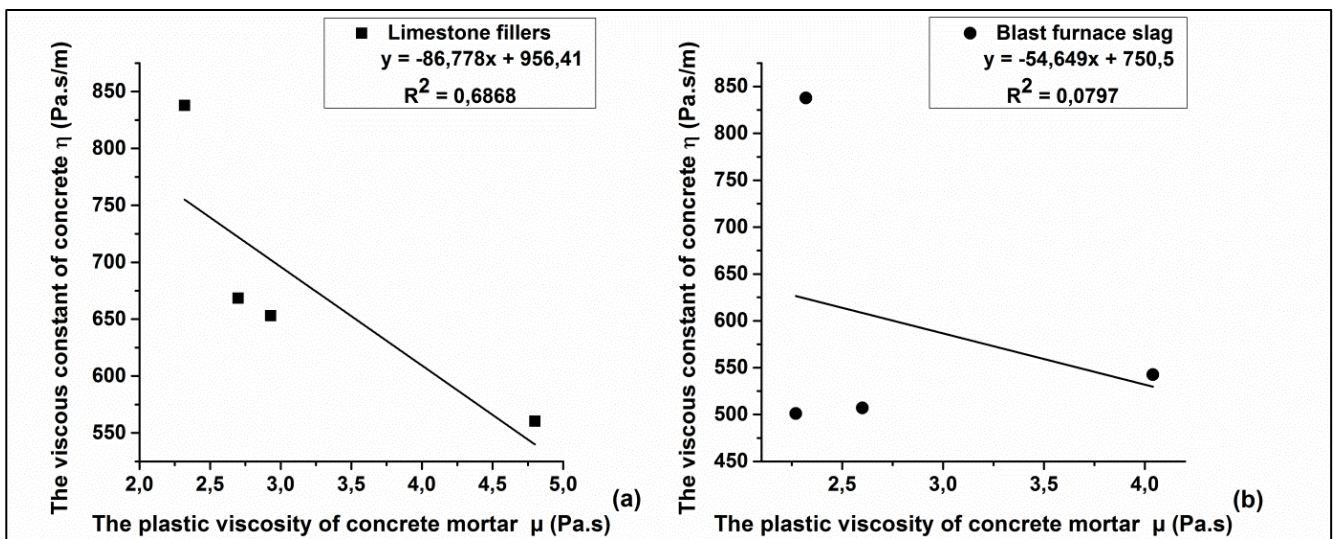 Limestone fillers
y = -86,778x + 956,41
R² = 0,6868
The viscous constant of concrete η (Pa.s/m)
850
800
750
700
650
600
550
2,0 2,5 3,0 3,5 4,0 4,5 5,0
(a)
The plastic viscosity of concrete mortar μ (Pa.s)
Blast furnace slag
y = -54,649x + 750,5
R² = 0,0797
The viscous constant of concrete η (Pa.s/m)
850
800
750
700
650
600
550
500
450
2,5 3,0 3,5 4,0
(b)
The plastic viscosity of concrete mortar μ (Pa.s)